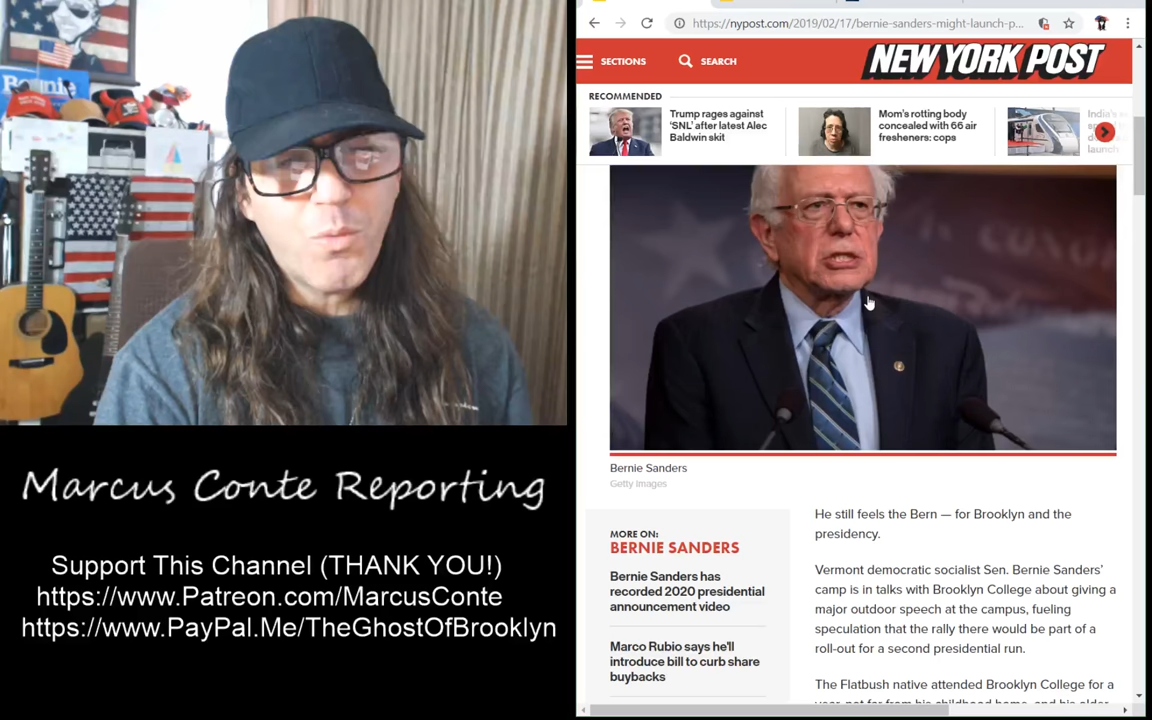 https://nypost.com/2019/02/17/bernie-sanders-might-launch-p...
SECTIONS
SEARCH
NEW YORK POST
RECOMMENDED
Trump rages against
'SNL' after latest Alec
Baldwin skit
Mom's rotting body
concealed with 66 air
fresheners: cops
India's
launch
Bernie Sanders
Getty Images
MORE ON:
BERNIE SANDERS
Bernie Sanders has
recorded 2020 presidential
announcement video
Marco Rubio says he'll
introduce bill to curb share
buybacks
He still feels the Bern — for Brooklyn and the
presidency.
Vermont democratic socialist Sen. Bernie Sanders'
camp is in talks with Brooklyn College about giving a
major outdoor speech at the campus, fueling
speculation that the rally there would be part of a
roll-out for a second presidential run.
The Flatbush native attended Brooklyn College for a
Marcus Conte Reporting
Support This Channel (THANK YOU!)
https://www.Patreon.com/MarcusConte
https://www.PayPal.Me/TheGhostOfBrooklyn